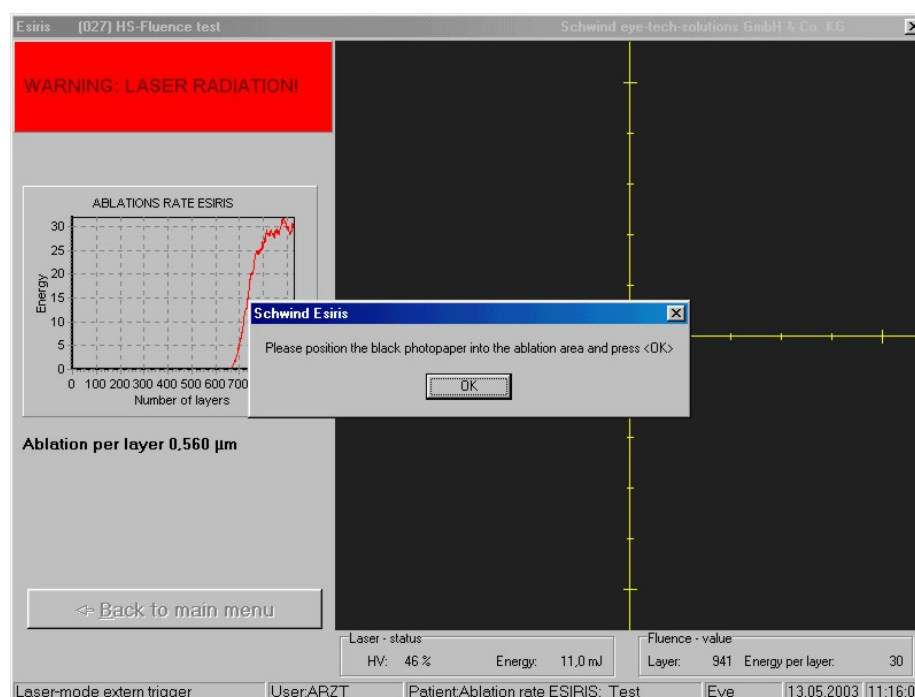 Esiris (027) HS-Fluence test Schwind eye-tech-solutions GmbH & Co. KG
WARNING: LASER RADIATION!
ABLATIONS RATE ESIRIS
30
25
20
15
10
5
0
Energy
0 100 200 300 400 500 600 700
Number of layers
Schwind Esiris
Please position the black photopaper into the ablation area and press <OK>
OK
Ablation per layer 0,560 µm
<= Back to main menu
Laser - status
HV: 46 % Energy: 11,0 mJ
Fluence - value
Layer: 941 Energy per layer: 30
Laser-mode extern trigger User:ARZT Patient:Ablation rate ESIRIS; Test Eye 13.05.2003 11:16:0